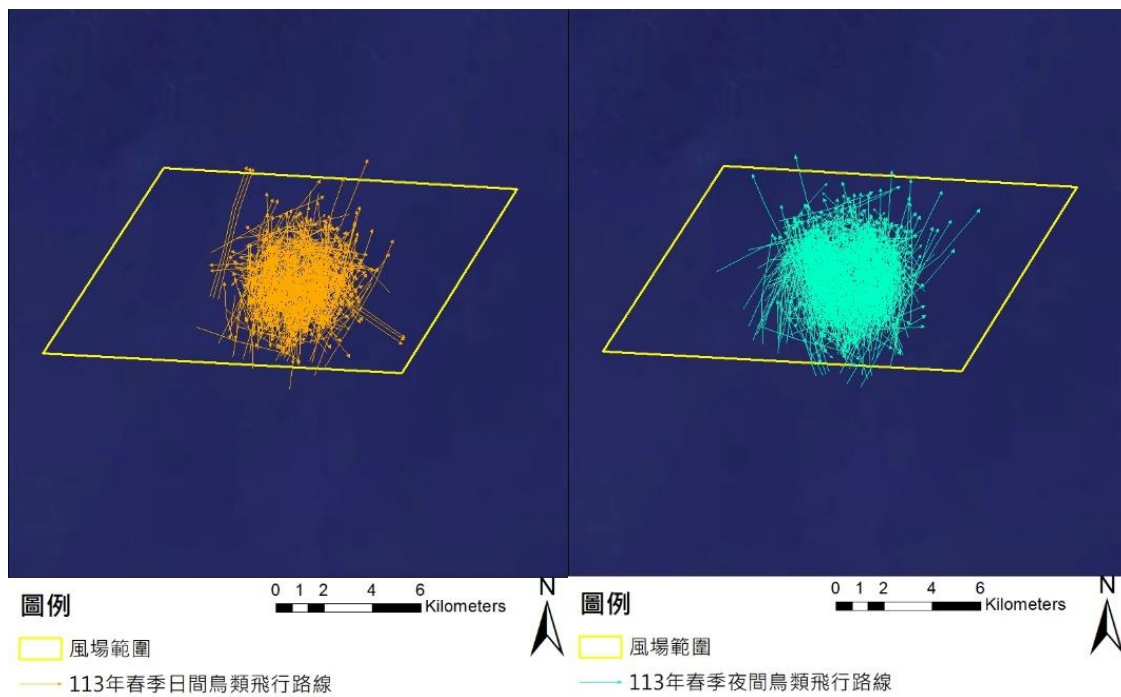 圖例
0 1 2 4 6
Kilometers
N
風場範圍
113年春季日間鳥類飛行路線
圖例
0 1 2 4 6
Kilometers
N
風場範圍
113年春季夜間鳥類飛行路線